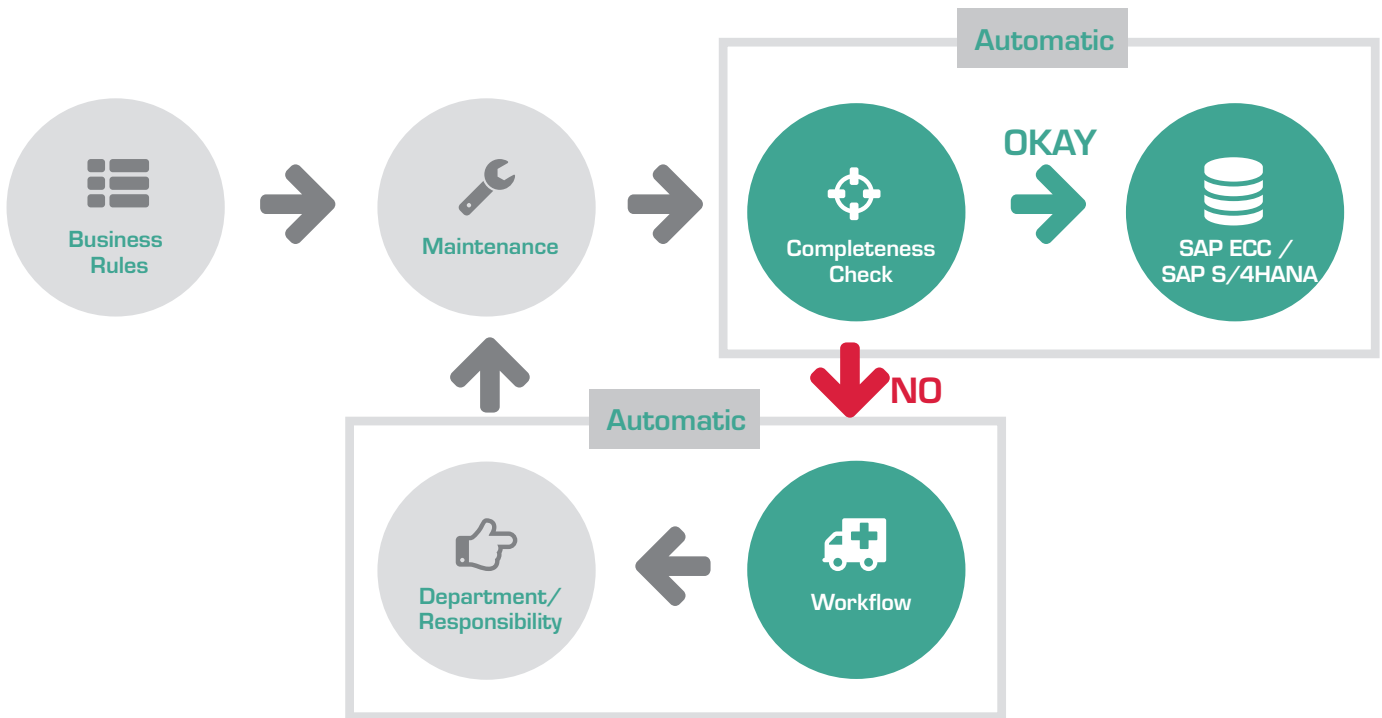 Automatic
Business
Rules
Maintenance
Completeness
Check
OKAY
SAP ECC /
SAP S/4HANA
NO
Automatic
Department/
Responsibility
Workflow